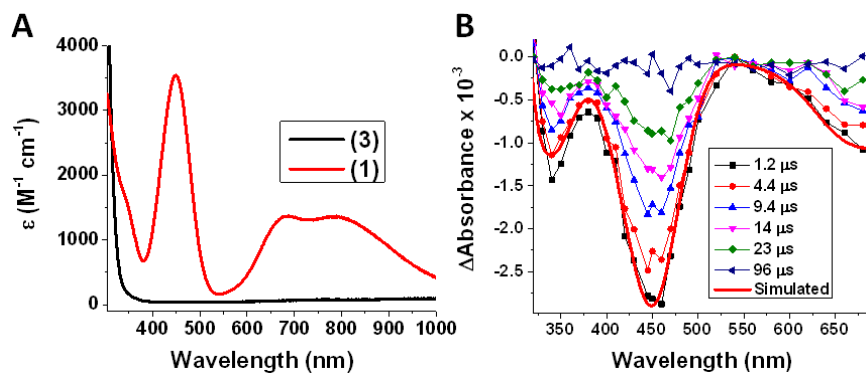 A
B
4000
3000
2000
1000
0
ε (M⁻¹ cm⁻¹)
(3)
(1)
400 500 600 700 800 900 1000
Wavelength (nm)
0.0
-0.5
-1.0
-1.5
-2.0
-2.5
ΔAbsorbance x 10⁻³
1.2 µs
4.4 µs
9.4 µs
14 µs
23 µs
96 µs
Simulated
350 400 450 500 550 600 650
Wavelength (nm)